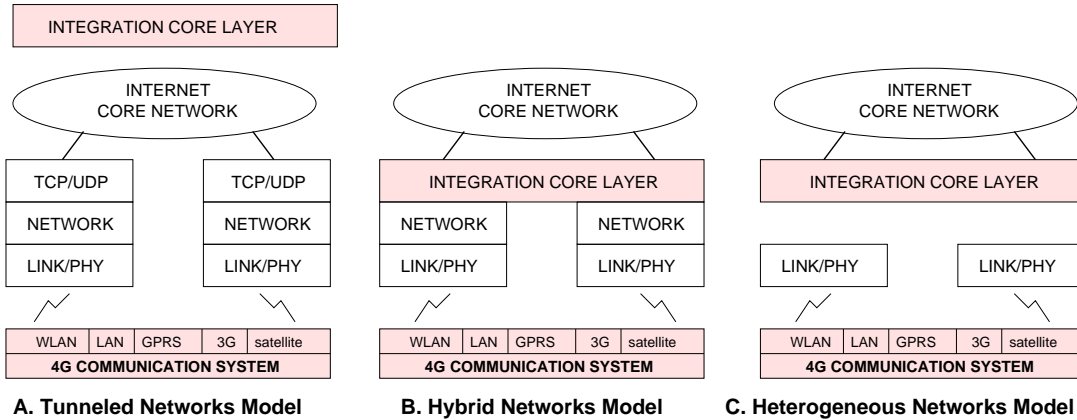 INTEGRATION CORE LAYER
INTERNET
CORE NETWORK
TCP/UDP
TCP/UDP
NETWORK
NETWORK
LINK/PHY
LINK/PHY
WLAN LAN GPRS 3G satellite
4G COMMUNICATION SYSTEM
A. Tunneled Networks Model
INTERNET
CORE NETWORK
INTEGRATION CORE LAYER
NETWORK
NETWORK
LINK/PHY
LINK/PHY
WLAN LAN GPRS 3G satellite
4G COMMUNICATION SYSTEM
B. Hybrid Networks Model
INTERNET
CORE NETWORK
INTEGRATION CORE LAYER
LINK/PHY
LINK/PHY
WLAN LAN GPRS 3G satellite
4G COMMUNICATION SYSTEM
C. Heterogeneous Networks Model